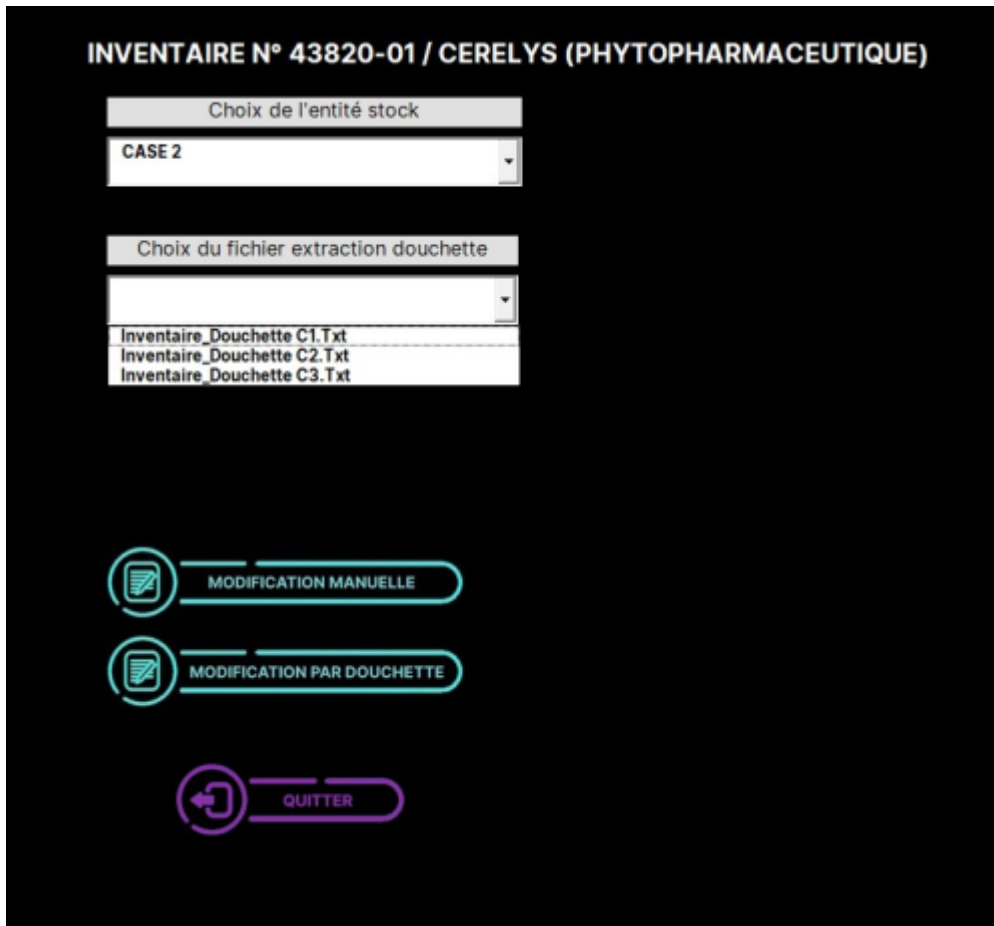 INVENTAIRE N° 43820-01 / CERELYS (PHYTOPHARMACEUTIQUE)
Choix de l'entité stock
CASE 2
Choix du fichier extraction douchette
Inventaire_Douchette C1.Txt
Inventaire_Douchette C2.Txt
Inventaire_Douchette C3.Txt
MODIFICATION MANUELLE
MODIFICATION PAR DOUCHETTE
QUITTER